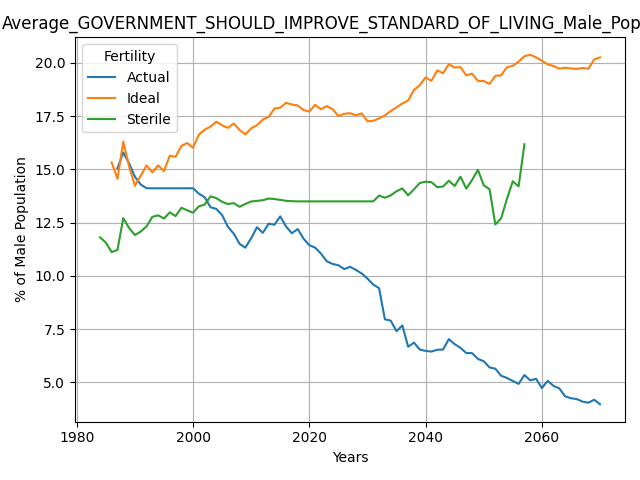 Average_GOVERNMENT_SHOULD_IMPROVE_STANDARD_OF_LIVING_Male_Pop
Fertility
Actual
Ideal
Sterile
% of Male Population
20.0
17.5
15.0
12.5
10.0
7.5
5.0
1980 2000 2020 2040 2060
Years